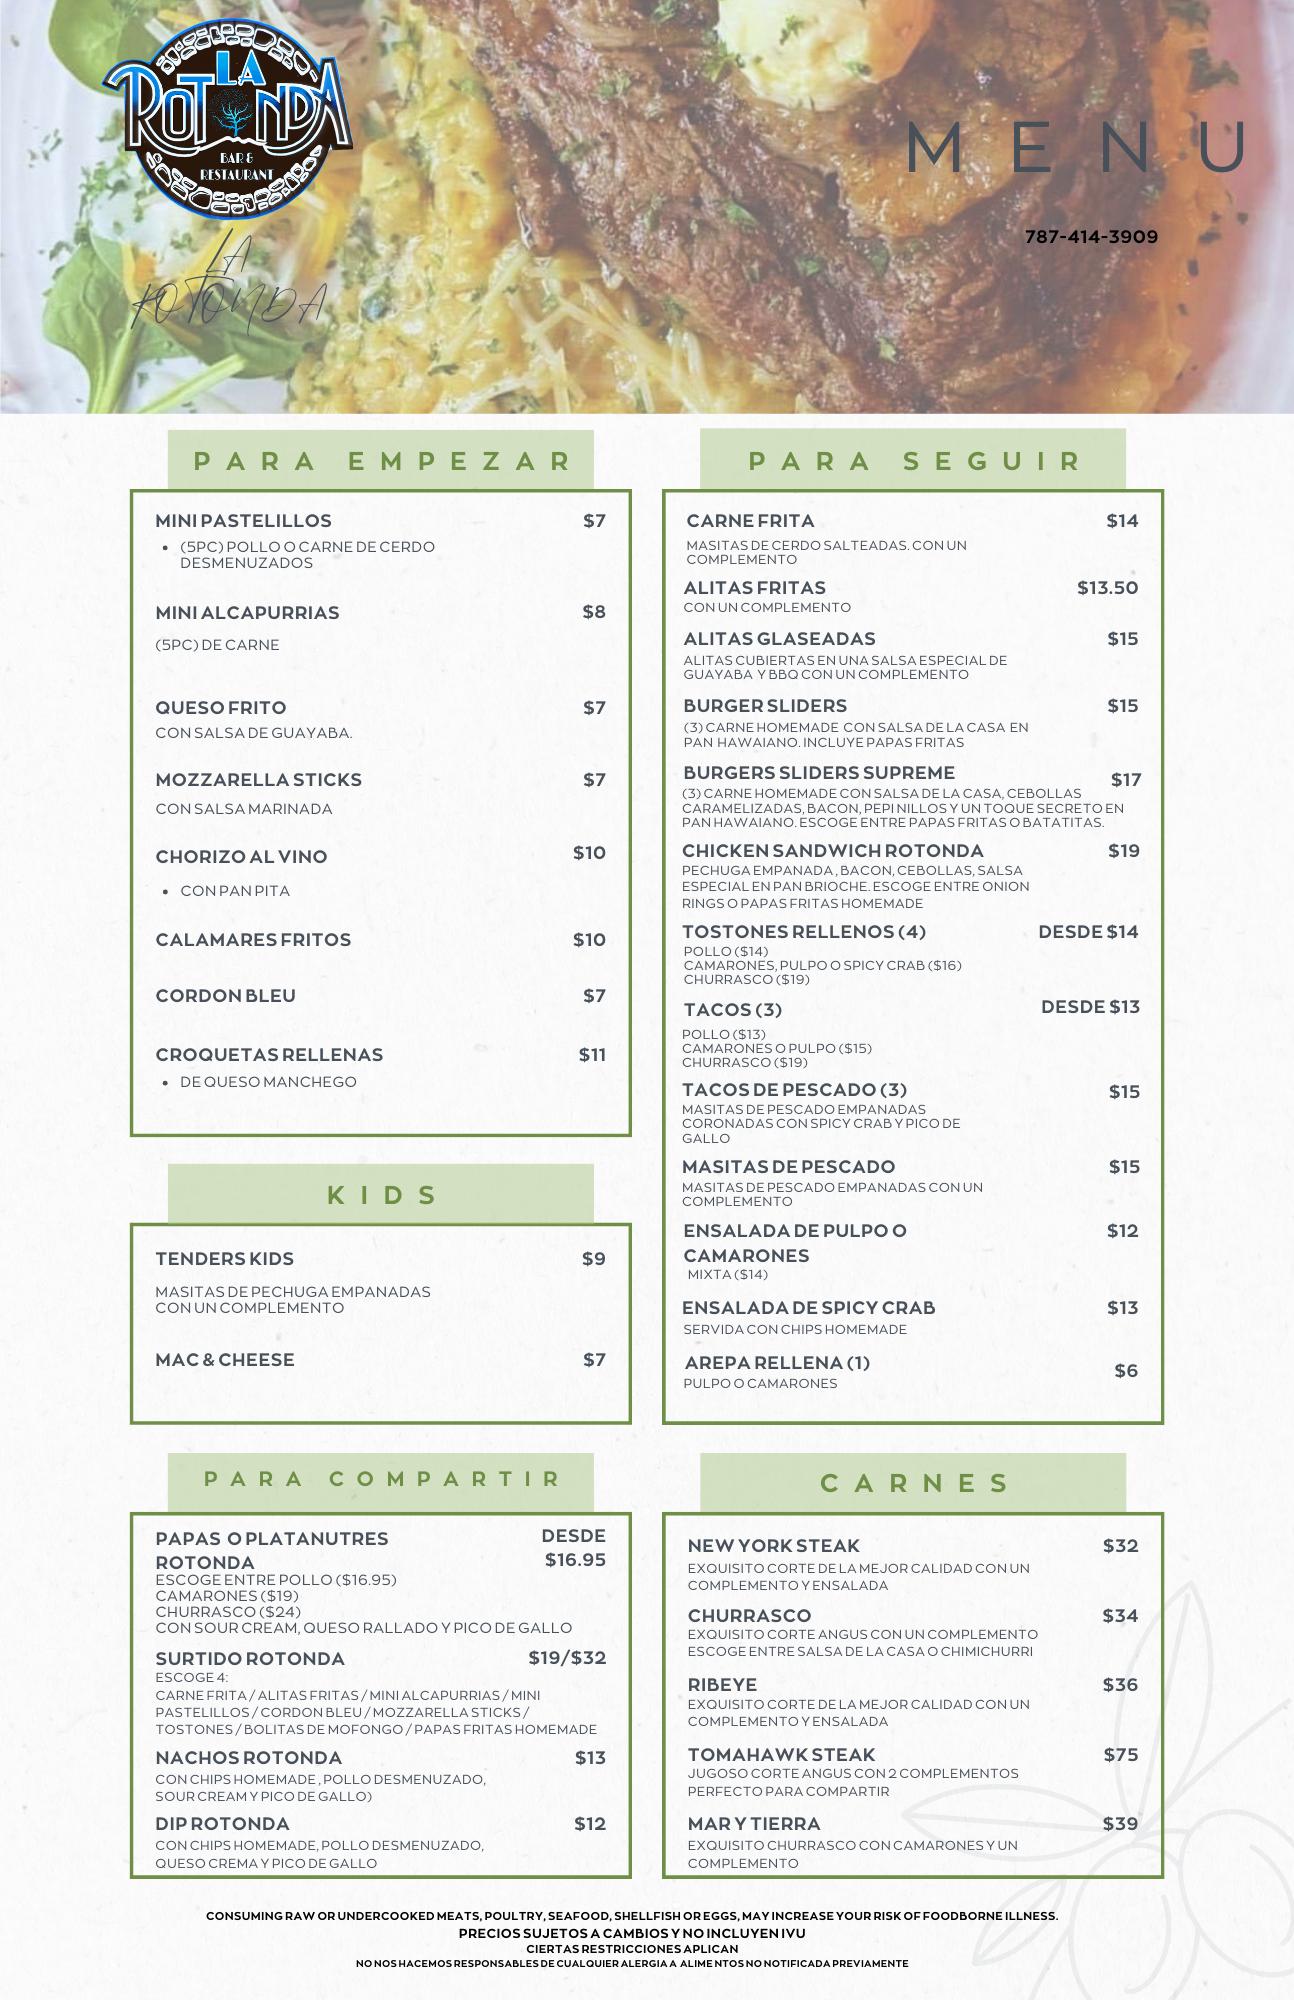 LA
ROTONDA
BAR &
RESTAURANT
LA
ROTONDA
MENU
787-414-3909
PARA EMPEZAR
MINI PASTELILLOS $7
• (5PC) POLLO O CARNE DE CERDO
DESMENUZADOS
MINI ALCAPURRIAS $8
(5PC) DE CARNE
QUESO FRITO $7
CON SALSA DE GUAYABA.
MOZZARELLA STICKS $7
CON SALSA MARINADA
CHORIZO AL VINO $10
• CON PAN PITA
CALAMARES FRITOS $10
CORDON BLEU $7
CROQUETAS RELLENAS $11
• DE QUESO MANCHEGO
KIDS
TENDERS KIDS $9
MASITAS DE PECHUGA EMPANADAS
CON UN COMPLEMENTO
MAC & CHEESE $7
PARA COMPARTIR
PAPAS O PLATANUTRES DESDE
ROTONDA $16.95
ESCOGE ENTRE POLLO ($16.95)
CAMARONES ($19)
CHURRASCO ($24)
CON SOUR CREAM, QUESO RALLADO Y PICO DE GALLO
SURTIDO ROTONDA $19/$32
ESCOGE 4:
CARNE FRITA / ALITAS FRITAS / MINI ALCAPURRIAS / MINI
PASTELILLOS / CORDON BLEU / MOZZARELLA STICKS /
TOSTONES / BOLITAS DE MOFONGO / PAPAS FRITAS HOMEMADE
NACHOS ROTONDA $13
CON CHIPS HOMEMADE , POLLO DESMENUZADO,
SOUR CREAM Y PICO DE GALLO)
DIP ROTONDA $12
CON CHIPS HOMEMADE, POLLO DESMENUZADO,
QUESO CREMA Y PICO DE GALLO
PARA SEGUIR
CARNE FRITA $14
MASITAS DE CERDO SALTEADAS. CON UN
COMPLEMENTO
ALITAS FRITAS $13.50
CON UN COMPLEMENTO
ALITAS GLASEADAS $15
ALITAS CUBIERTAS EN UNA SALSA ESPECIAL DE
GUAYABA Y BBQ CON UN COMPLEMENTO
BURGER SLIDERS $15
(3) CARNE HOMEMADE CON SALSA DE LA CASA EN
PAN HAWAIANO. INCLUYE PAPAS FRITAS
BURGERS SLIDERS SUPREME $17
(3) CARNE HOMEMADE CON SALSA DE LA CASA, CEBOLLAS
CARAMELIZADAS, BACON, PEPINILLOS Y UN TOQUE SECRETO EN
PAN HAWAIANO. ESCOGE ENTRE PAPAS FRITAS O BATATITAS.
CHICKEN SANDWICH ROTONDA $19
PECHUGA EMPANADA , BACON, CEBOLLAS, SALSA
ESPECIAL EN PAN BRIOCHE. ESCOGE ENTRE ONION
RINGS O PAPAS FRITAS HOMEMADE
TOSTONES RELLENOS (4) DESDE $14
POLLO ($14)
CAMARONES, PULPO O SPICY CRAB ($16)
CHURRASCO ($19)
TACOS (3) DESDE $13
POLLO ($13)
CAMARONES O PULPO ($15)
CHURRASCO ($19)
TACOS DE PESCADO (3) $15
MASITAS DE PESCADO EMPANADAS
CORONADAS CON SPICY CRAB Y PICO DE
GALLO
MASITAS DE PESCADO $15
MASITAS DE PESCADO EMPANADAS CON UN
COMPLEMENTO
ENSALADA DE PULPO O $12
CAMARONES
MIXTA ($14)
ENSALADA DE SPICY CRAB $13
SERVIDA CON CHIPS HOMEMADE
AREPA RELLENA (1) $6
PULPO O CAMARONES
CARNES
NEW YORK STEAK $32
EXQUISITO CORTE DE LA MEJOR CALIDAD CON UN
COMPLEMENTO Y ENSALADA
CHURRASCO $34
EXQUISITO CORTE ANGUS CON UN COMPLEMENTO
ESCOGE ENTRE SALSA DE LA CASA O CHIMICHURRI
RIBEYE $36
EXQUISITO CORTE DE LA MEJOR CALIDAD CON UN
COMPLEMENTO Y ENSALADA
TOMAHAWK STEAK $75
JUGOSO CORTE ANGUS CON 2 COMPLEMENTOS
PERFECTO PARA COMPARTIR
MAR Y TIERRA $39
EXQUISITO CHURRASCO CON CAMARONES Y UN
COMPLEMENTO
CONSUMING RAW OR UNDERCOOKED MEATS, POULTRY, SEAFOOD, SHELLFISH OR EGGS, MAY INCREASE YOUR RISK OF FOODBORNE ILLNESS.
PRECIOS SUJETOS A CAMBIOS Y NO INCLUYEN IVU
CIERTAS RESTRICCIONES APLICAN
NO NOS HACEMOS RESPONSABLES DE CUALQUIER ALERGIA A ALIMENTOS NO NOTIFICADA PREVIAMENTE